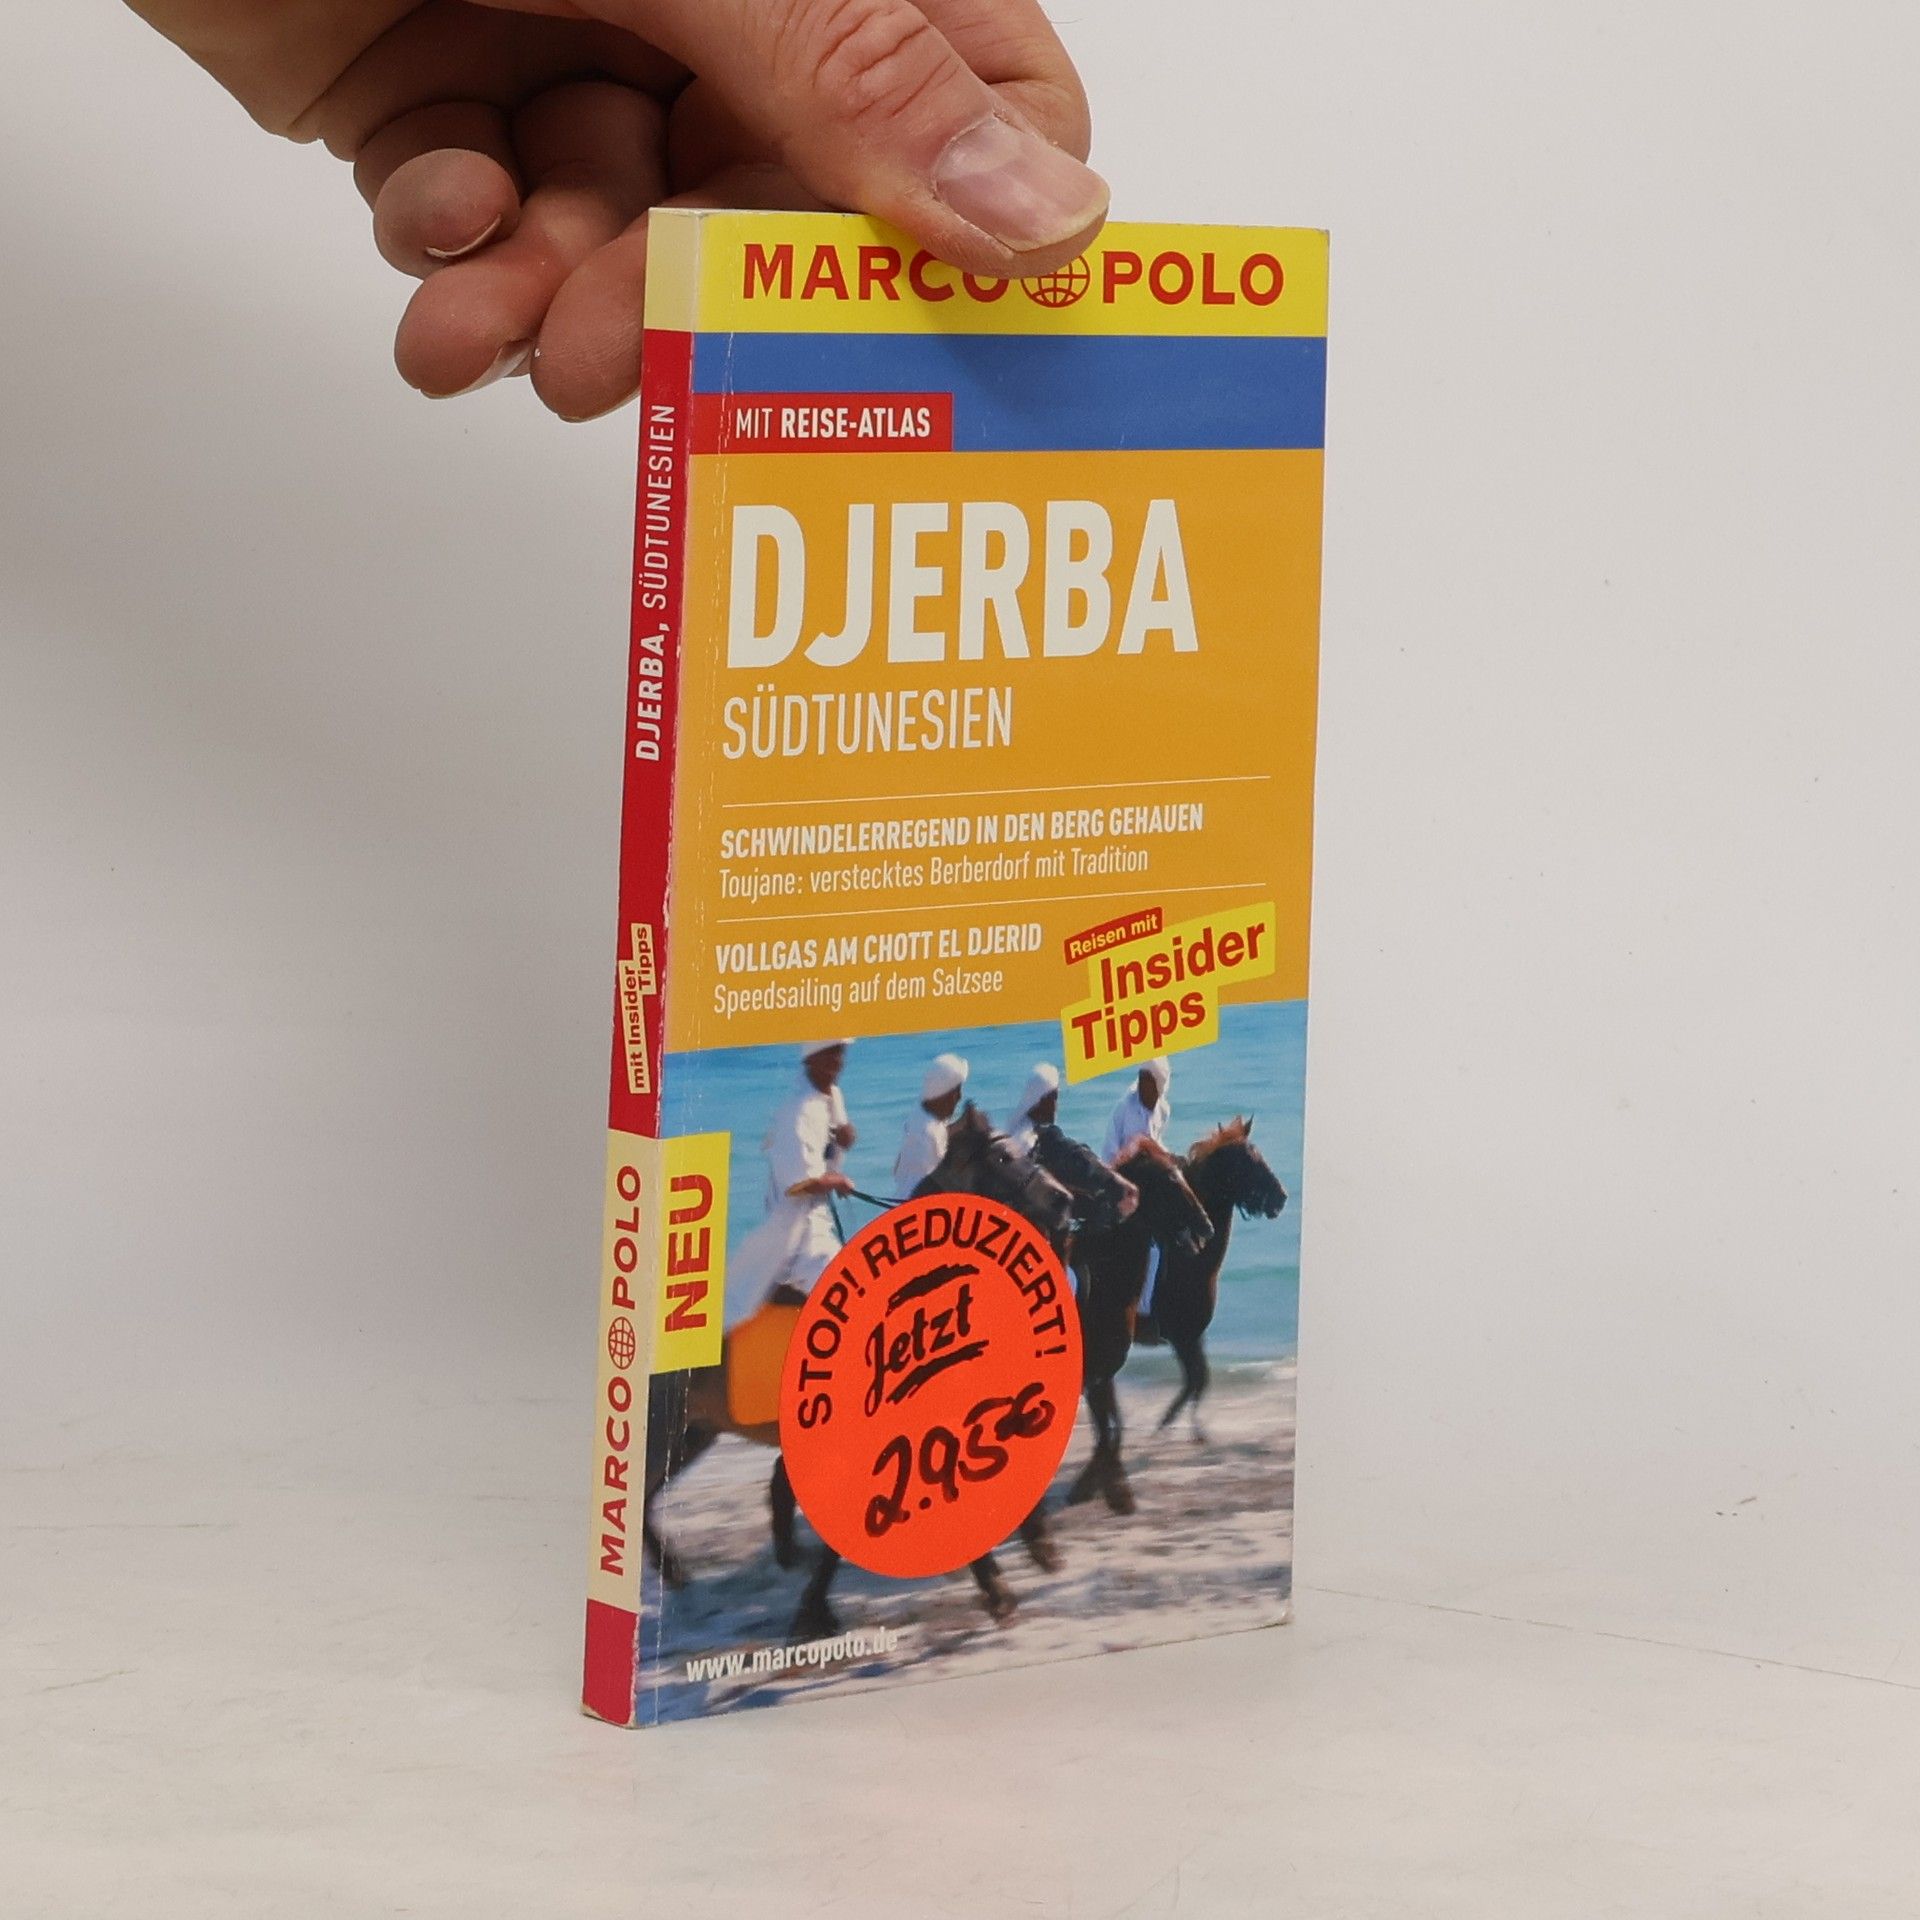 MARCO POLO
MIT REISE-ATLAS
DJERBA
SÜDTUNESIEN
SCHWINDELERREGEND IN DEN BERG GEHAUEN
Toujane: verstecktes Berberdorf mit Tradition
VOLLGAS AM CHOTT EL DJERID
Speedsailing auf dem Salzsee
Reisen mit
Insider
Tipps
NEU
STOP! REDUZIERT!
Jetzt
2.95
www.marcopolo.de
DJERBA, SÜDTUNESIEN
mit Insider
Tipps
MARCO POLO